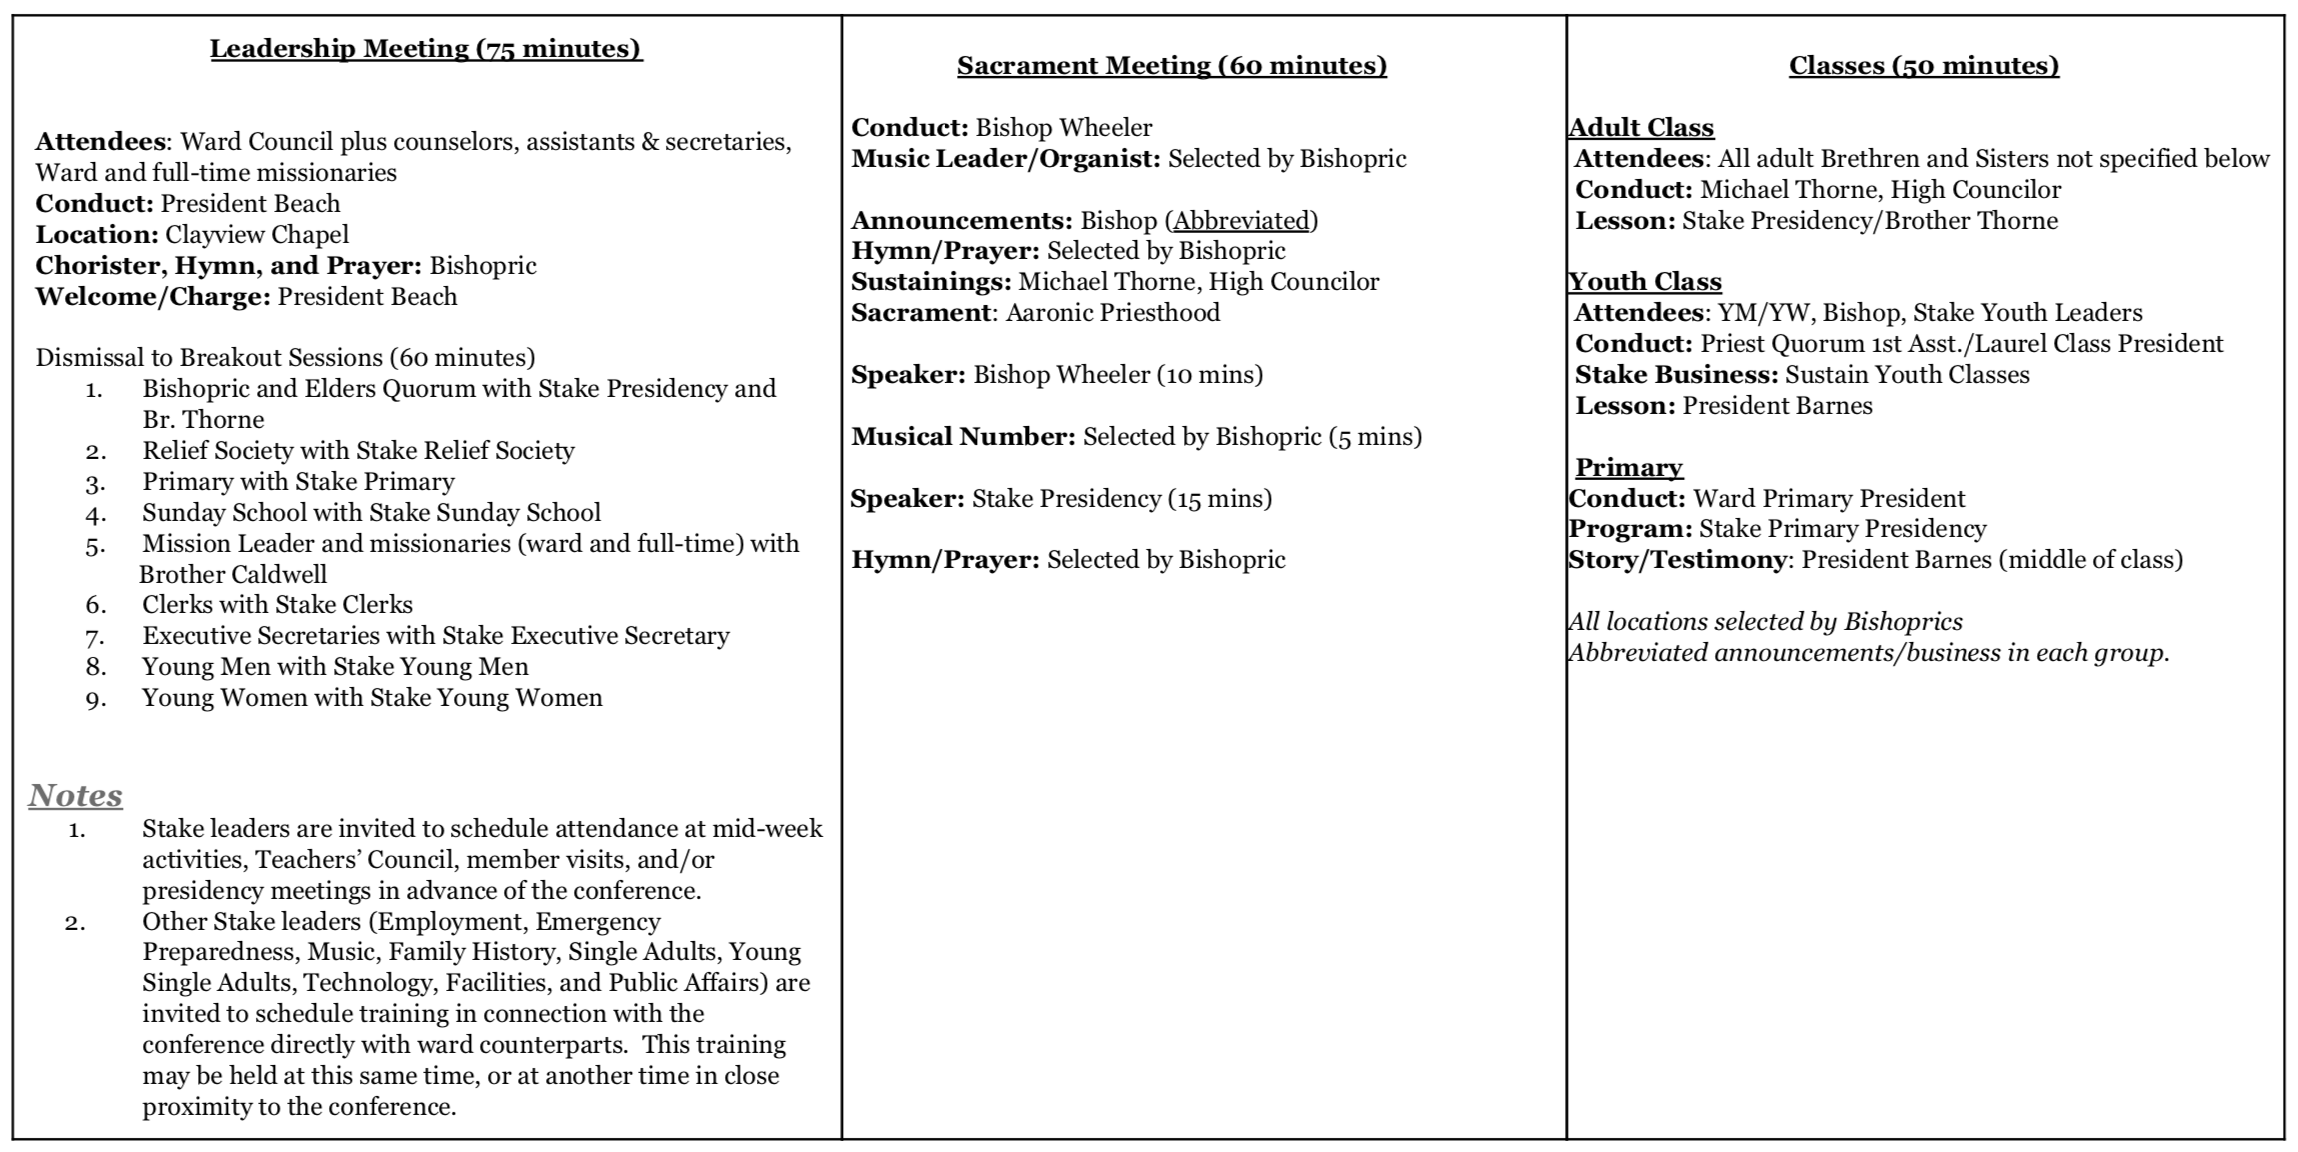 Leadership Meeting (75 minutes)
Attendees: Ward Council plus counselors, assistants & secretaries,
Ward and full-time missionaries
Conduct: President Beach
Location: Clayview Chapel
Chorister, Hymn, and Prayer: Bishopric
Welcome/Charge: President Beach
Dismissal to Breakout Sessions (60 minutes)
1. Bishopric and Elders Quorum with Stake Presidency and
Br. Thorne
2. Relief Society with Stake Relief Society
3. Primary with Stake Primary
4. Sunday School with Stake Sunday School
5. Mission Leader and missionaries (ward and full-time) with
Brother Caldwell
6. Clerks with Stake Clerks
7. Executive Secretaries with Stake Executive Secretary
8. Young Men with Stake Young Men
9. Young Women with Stake Young Women
Notes
1. Stake leaders are invited to schedule attendance at mid-week
activities, Teachers’ Council, member visits, and/or
presidency meetings in advance of the conference.
2. Other Stake leaders (Employment, Emergency
Preparedness, Music, Family History, Single Adults, Young
Single Adults, Technology, Facilities, and Public Affairs) are
invited to schedule training in connection with the
conference directly with ward counterparts.  This training
may be held at this same time, or at another time in close
proximity to the conference.
Sacrament Meeting (60 minutes)
Conduct: Bishop Wheeler
Music Leader/Organist: Selected by Bishopric
Announcements: Bishop (Abbreviated)
Hymn/Prayer: Selected by Bishopric
Sustainings: Michael Thorne, High Councilor
Sacrament: Aaronic Priesthood
Speaker: Bishop Wheeler (10 mins)
Musical Number: Selected by Bishopric (5 mins)
Speaker: Stake Presidency (15 mins)
Hymn/Prayer: Selected by Bishopric
Classes (50 minutes)
Adult Class
Attendees: All adult Brethren and Sisters not specified below
Conduct: Michael Thorne, High Councilor
Lesson: Stake Presidency/Brother Thorne
Youth Class
Attendees: YM/YW, Bishop, Stake Youth Leaders
Conduct: Priest Quorum 1st Asst./Laurel Class President
Stake Business: Sustain Youth Classes
Lesson: President Barnes
Primary
Conduct: Ward Primary President
Program: Stake Primary Presidency
Story/Testimony: President Barnes (middle of class)
All locations selected by Bishoprics
Abbreviated announcements/business in each group.